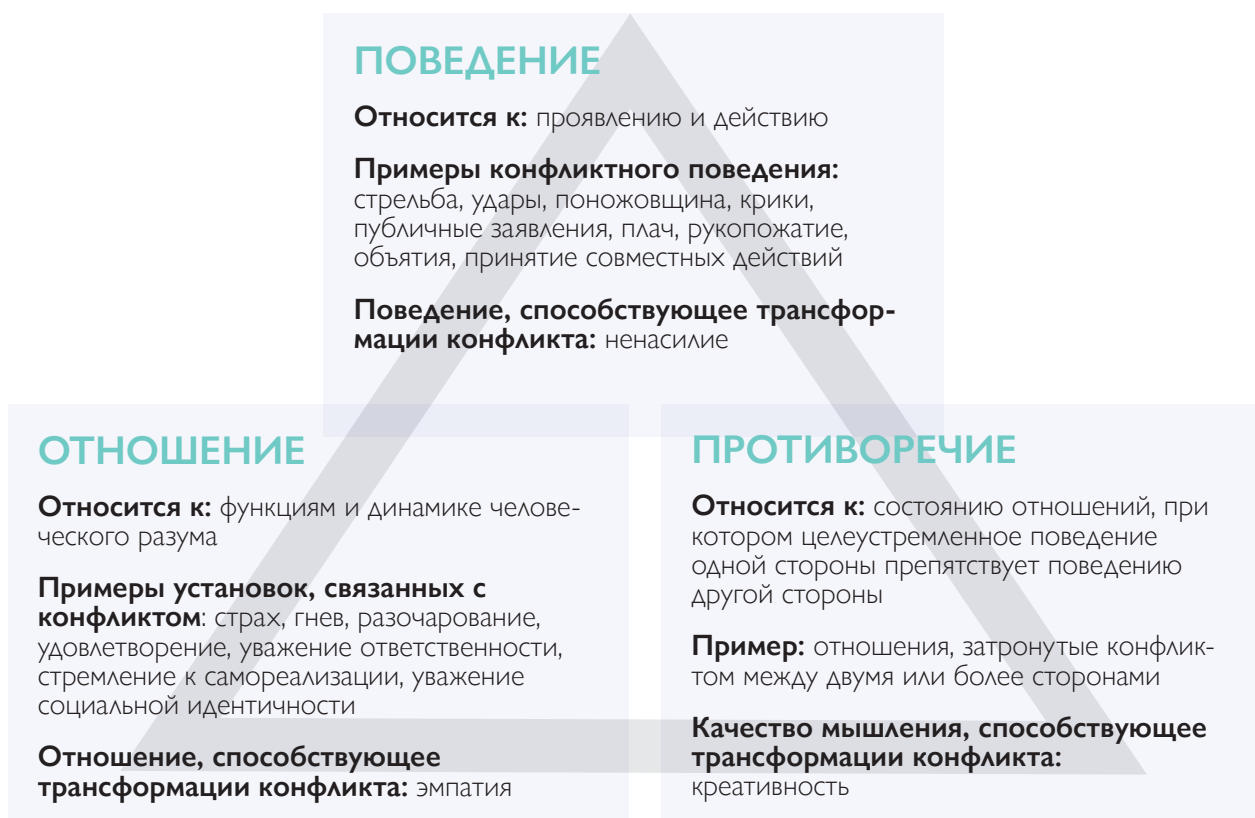 ПОВЕДЕНИЕ
Относится к: проявлению и действию
Примеры конфликтного поведения:
стрельба, удары, поножовщина, крики,
публичные заявления, плач, рукопожатие,
объятия, принятие совместных действий
Поведение, способствующее трансфор-
мации конфликта: ненасилие
ОТНОШЕНИЕ
Относится к: функциям и динамике челове-
ческого разума
Примеры установок, связанных с
конфликтом: страх, гнев, разочарование,
удовлетворение, уважение ответственности,
стремление к самореализации, уважение
социальной идентичности
Отношение, способствующее
трансформации конфликта: эмпатия
ПРОТИВОРЕЧИЕ
Относится к: состоянию отношений, при
котором целеустремленное поведение
одной стороны препятствует поведению
другой стороны
Пример: отношения, затронутые конфлик-
том между двумя или более сторонами
Качество мышления, способствующее
трансформации конфликта:
креативность